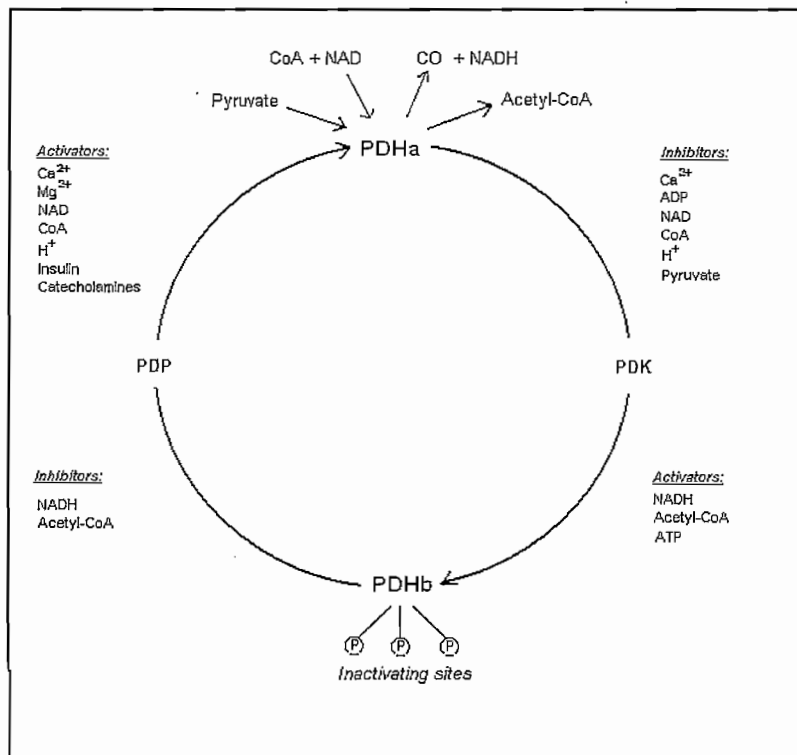 CoA + NAD
CO + NADH
Pyruvate
Acetyl-CoA
PDHa
Activators:
Ca²⁺
Mg²⁺
NAD
CoA
H⁺
Insulin
Catecholamines
Inhibitors:
Ca²⁺
ADP
NAD
CoA
H⁺
Pyruvate
PDP
PDK
Inhibitors:
NADH
Acetyl-CoA
Activators:
NADH
Acetyl-CoA
ATP
PDHb
P P P
Inactivating sites